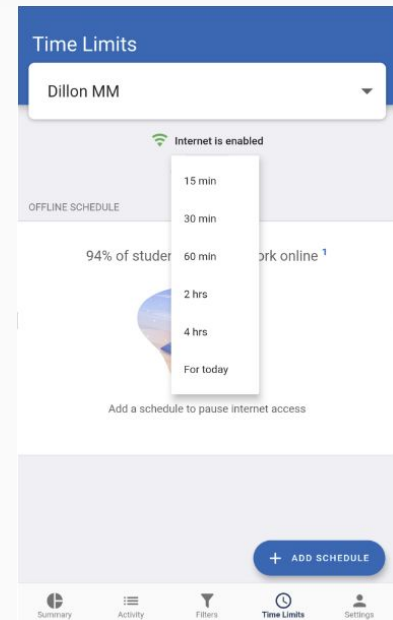 Time Limits
Dillon MM
Internet is enabled
15 min
OFFLINE SCHEDULE
30 min
94% of studer
60 min
ork online 1
2 hrs
4 hrs
For today
Add a schedule to pause internet access
+ ADD SCHEDULE
Summary
Activity
Filters
Time Limits
Settings